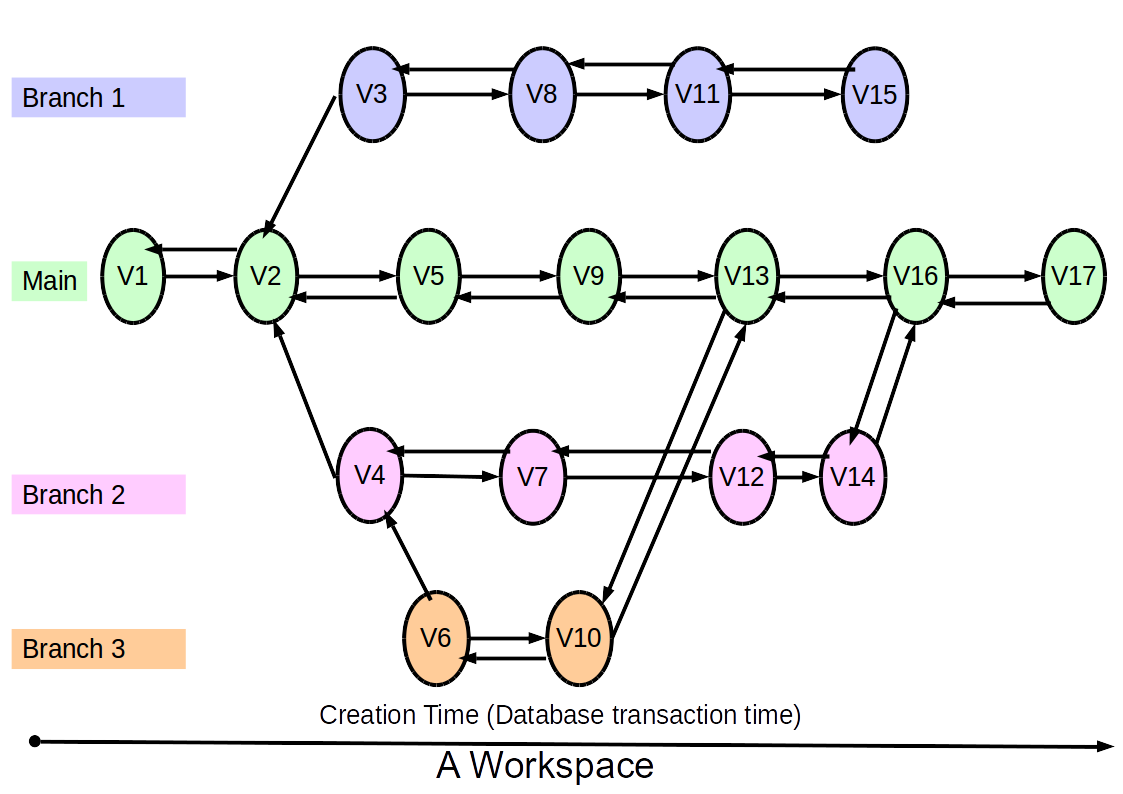 Branch 1
V3
V8
V11
V15
Main
V1
V2
V5
V9
V13
V16
V17
Branch 2
V4
V7
V12
V14
Branch 3
V6
V10
Creation Time (Database transaction time)
A Workspace